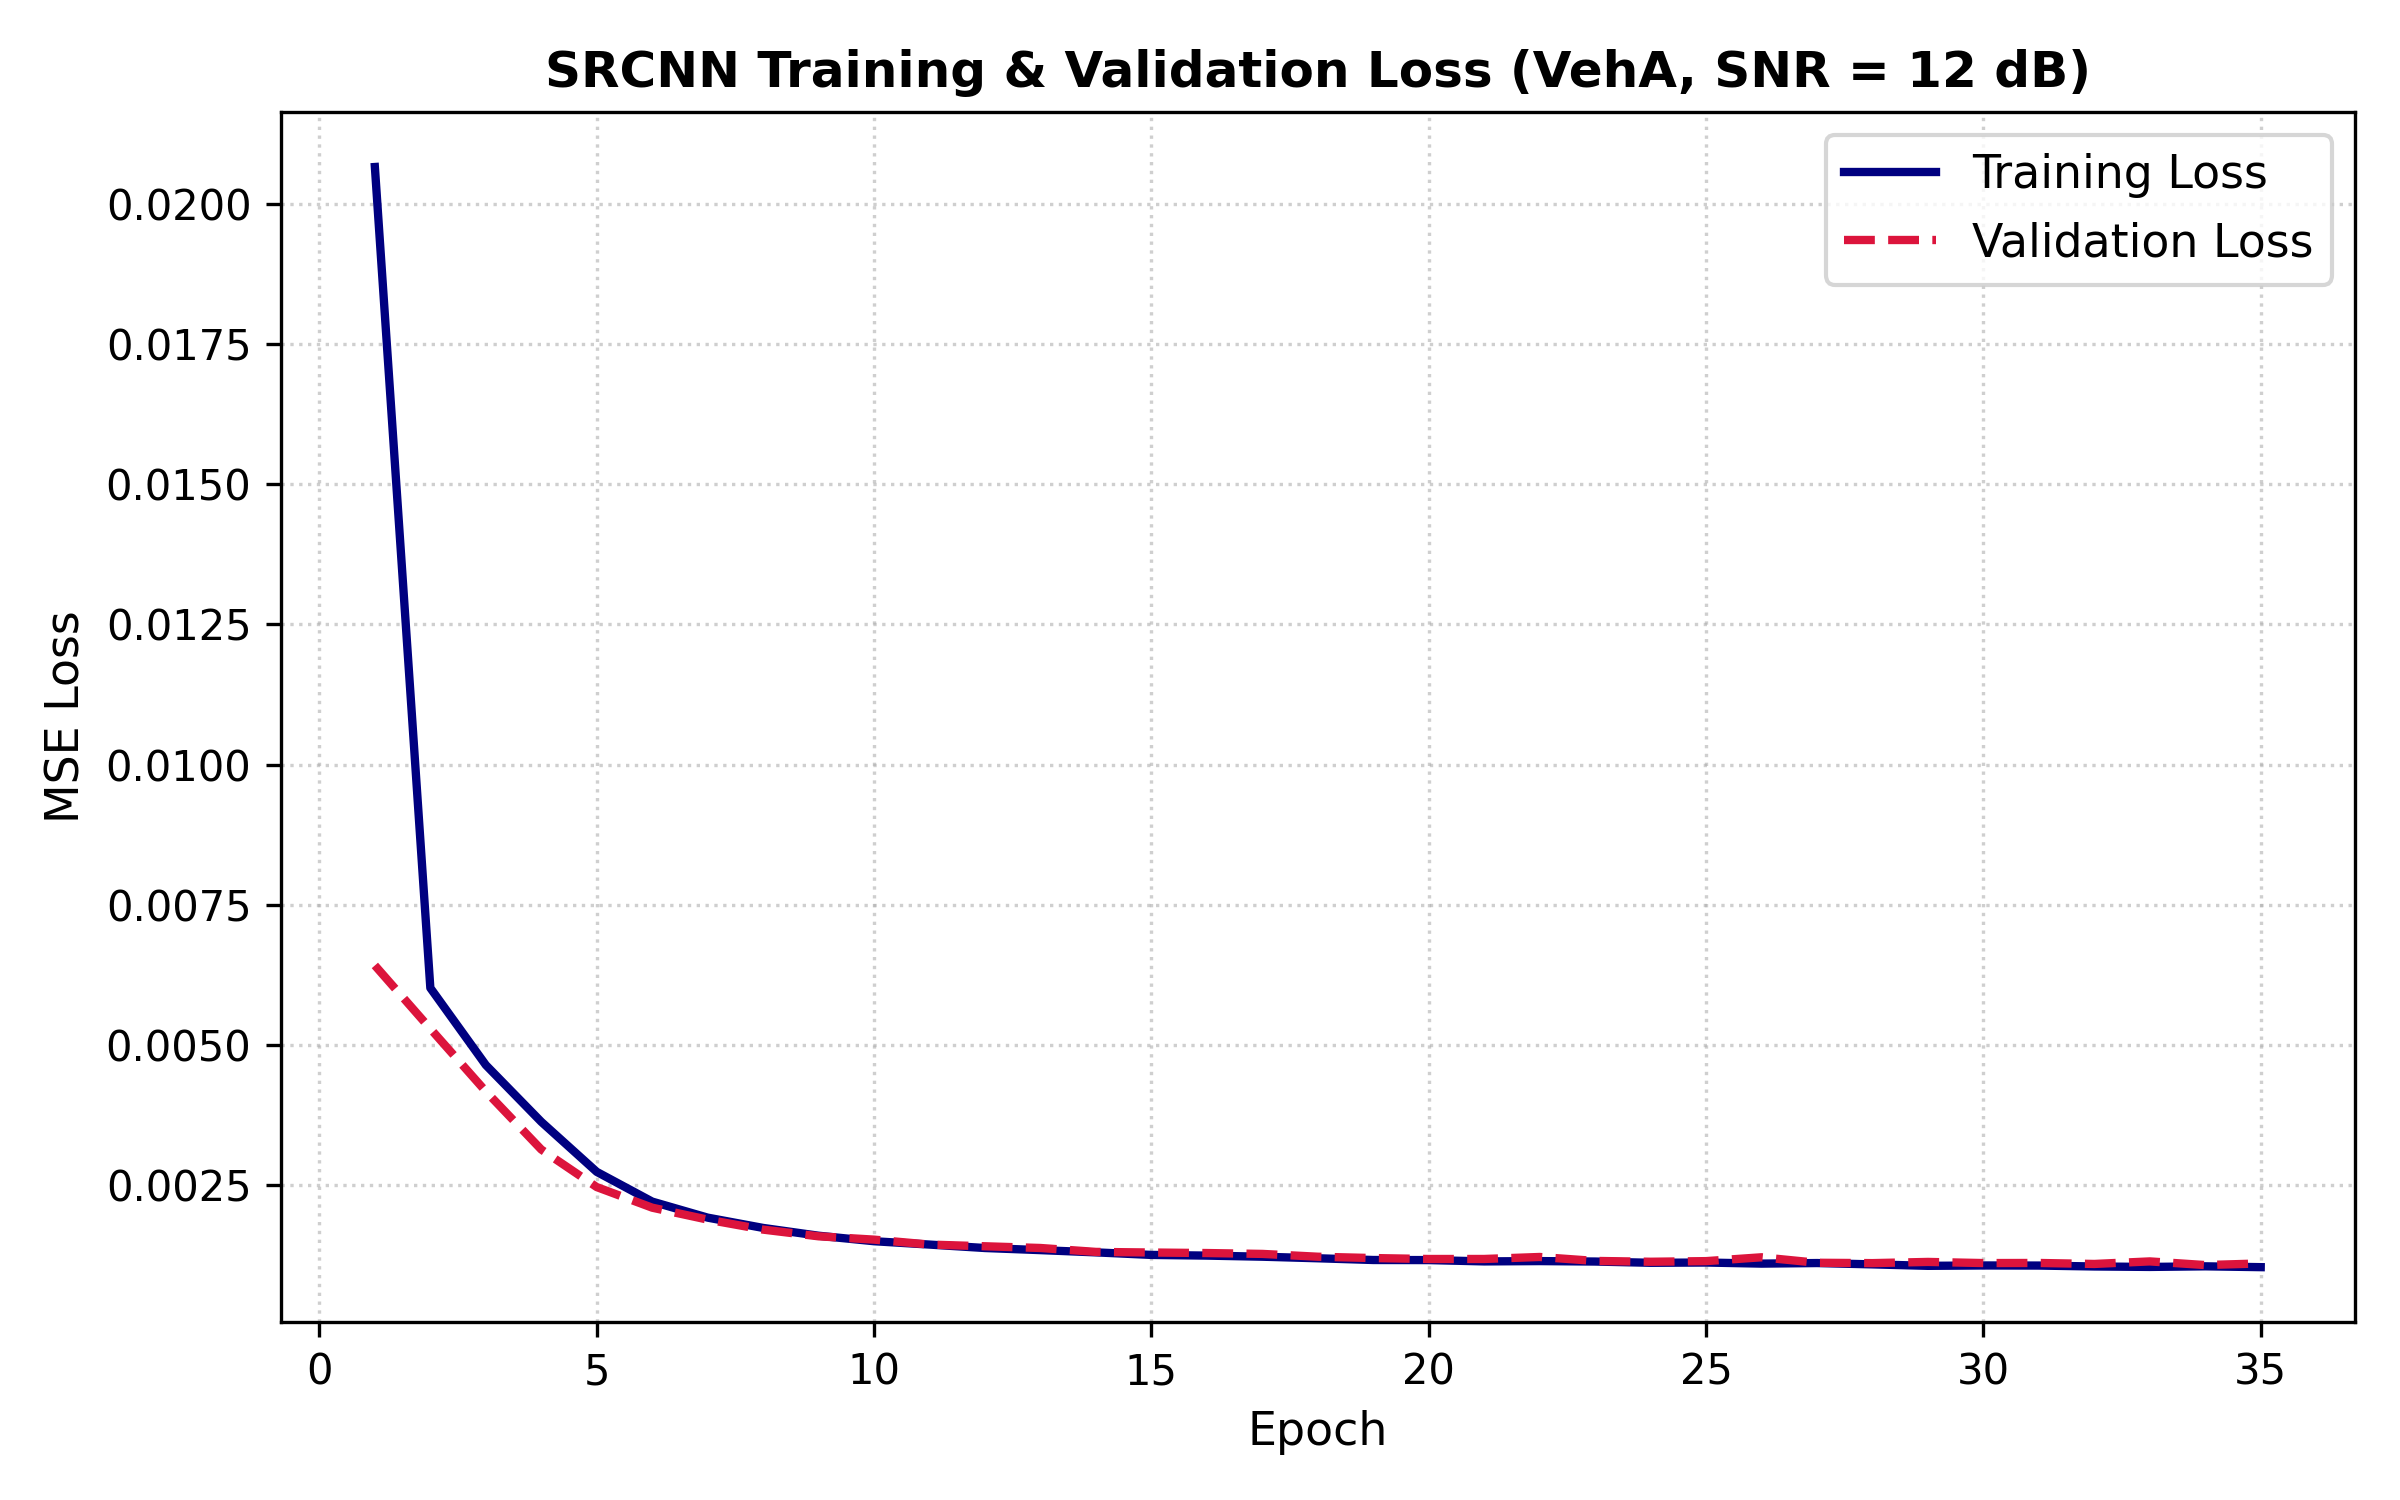 SRCNN Training & Validation Loss (VehA, SNR = 12 dB)
Training Loss
Validation Loss
MSE Loss
0.0200
0.0175
0.0150
0.0125
0.0100
0.0075
0.0050
0.0025
0 5 10 15 20 25 30 35
Epoch